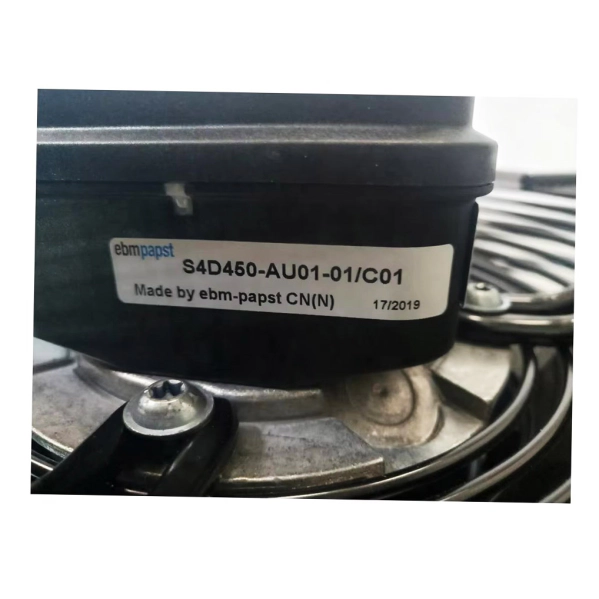 ebmpapst
S4D450-AU01-01/C01
Made by ebm-papst CN(N) 17/2019